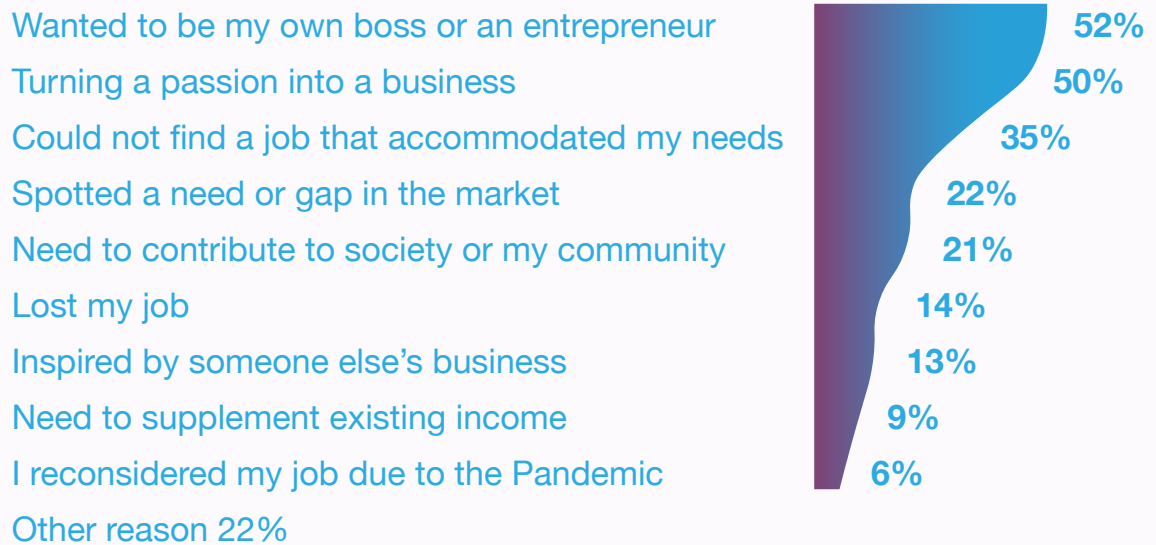 Wanted to be my own boss or an entrepreneur 52%
Turning a passion into a business 50%
Could not find a job that accommodated my needs 35%
Spotted a need or gap in the market 22%
Need to contribute to society or my community 21%
Lost my job 14%
Inspired by someone else’s business 13%
Need to supplement existing income 9%
I reconsidered my job due to the Pandemic 6%
Other reason 22%